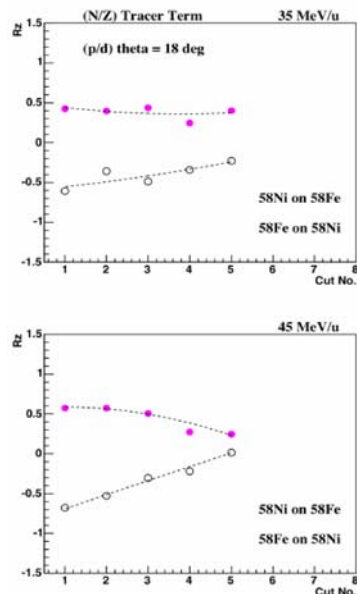 (N/Z) Tracer Term 35 MeV/u
Rz
1.5
(p/d) theta = 18 deg
1
0.5
0
-0.5
58Ni on 58Fe
-1
58Fe on 58Ni
-1.5
1 2 3 4 5 6 7 8
Cut No.
45 MeV/u
Rz
1.5
1
0.5
0
-0.5
58Ni on 58Fe
-1
58Fe on 58Ni
-1.5
1 2 3 4 5 6 7 8
Cut No.